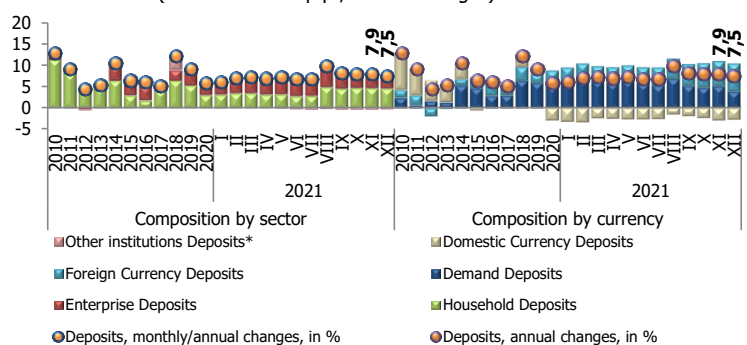 20
15
10
5
0
-5
7,9
7,5
7,9
7,5
2010
2011
2012
2013
2014
2015
2016
2017
2018
2019
2020
I
II
III
IV
V
VI
VII
VIII
IX
X
XI
XII
2010
2011
2012
2013
2014
2015
2016
2017
2018
2019
2020
I
II
III
IV
V
VI
VII
VIII
IX
X
XI
XII
2021
2021
Composition by sector
Composition by currency
Other institutions Deposits*
Domestic Currency Deposits
Foreign Currency Deposits
Demand Deposits
Enterprise Deposits
Household Deposits
Deposits, monthly/annual changes, in %
Deposits, annual changes, in %